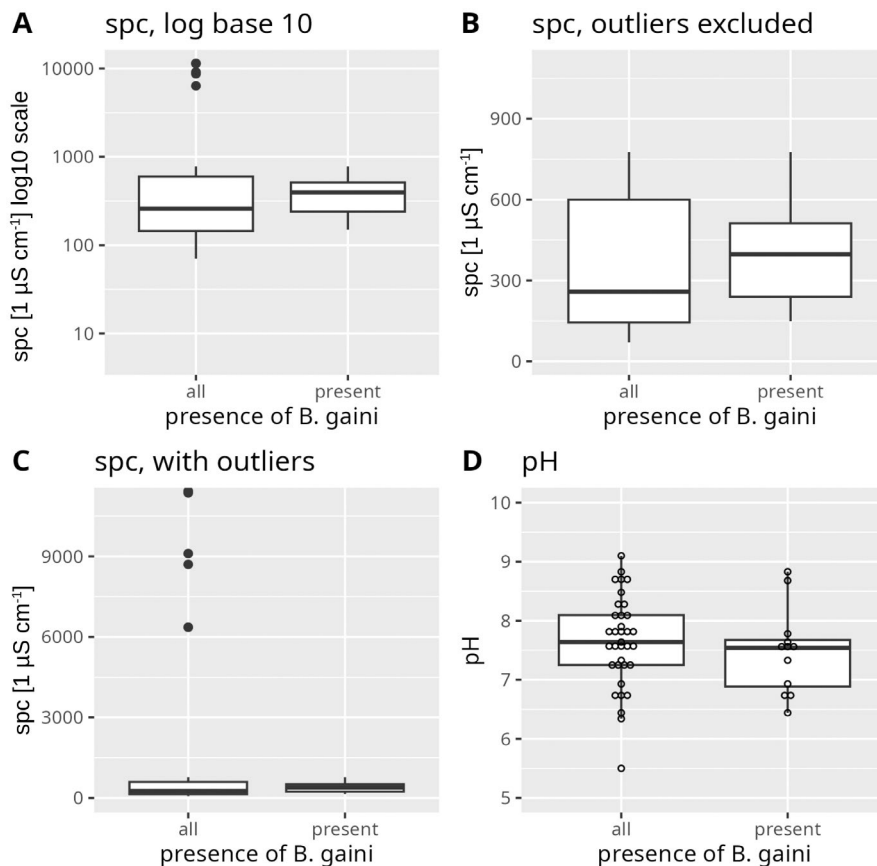 A spc, log base 10
spc [1 µS cm⁻¹] log10 scale
10000
1000
100
10
all present
presence of B. gaini
B spc, outliers excluded
spc [1 µS cm⁻¹]
900
600
300
0
all present
presence of B. gaini
C spc, with outliers
spc [1 µS cm⁻¹]
9000
6000
3000
0
all present
presence of B. gaini
D pH
pH
10
9
8
7
6
5
all present
presence of B. gaini